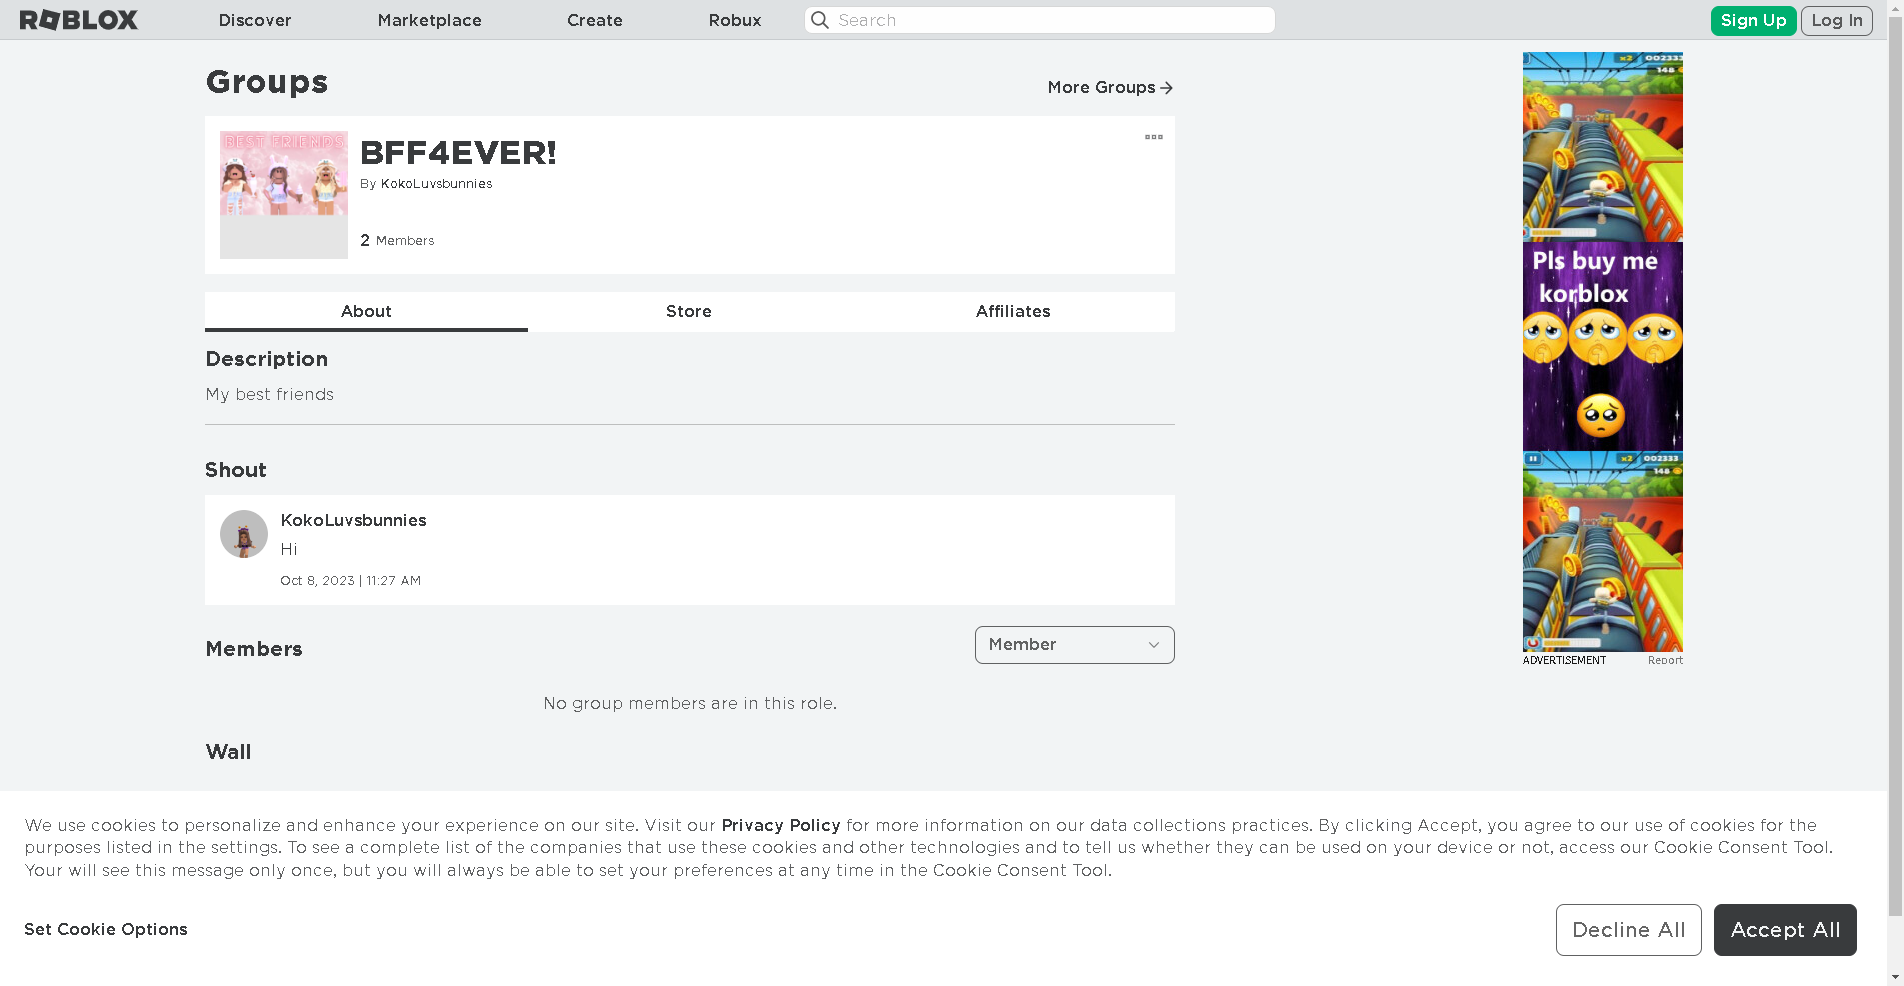 ROBLOX
Discover
Marketplace
Create
Robux
Search
Sign Up
Log In
Groups
More Groups
BEST FRIENDS
BFF4EVER!
By KokoLuvsbunnies
2 Members
About
Store
Affiliates
Description
My best friends
Shout
KokoLuvsbunnies
Hi
Oct 8, 2023 | 11:27 AM
Members
Member
No group members are in this role.
Wall
x2 002333
148
Pls buy me
korblox
x2 002333
148
ADVERTISEMENT
Report
We use cookies to personalize and enhance your experience on our site. Visit our Privacy Policy for more information on our data collections practices. By clicking Accept, you agree to our use of cookies for the
purposes listed in the settings. To see a complete list of the companies that use these cookies and other technologies and to tell us whether they can be used on your device or not, access our Cookie Consent Tool.
Your will see this message only once, but you will always be able to set your preferences at any time in the Cookie Consent Tool.
Set Cookie Options
Decline All
Accept All